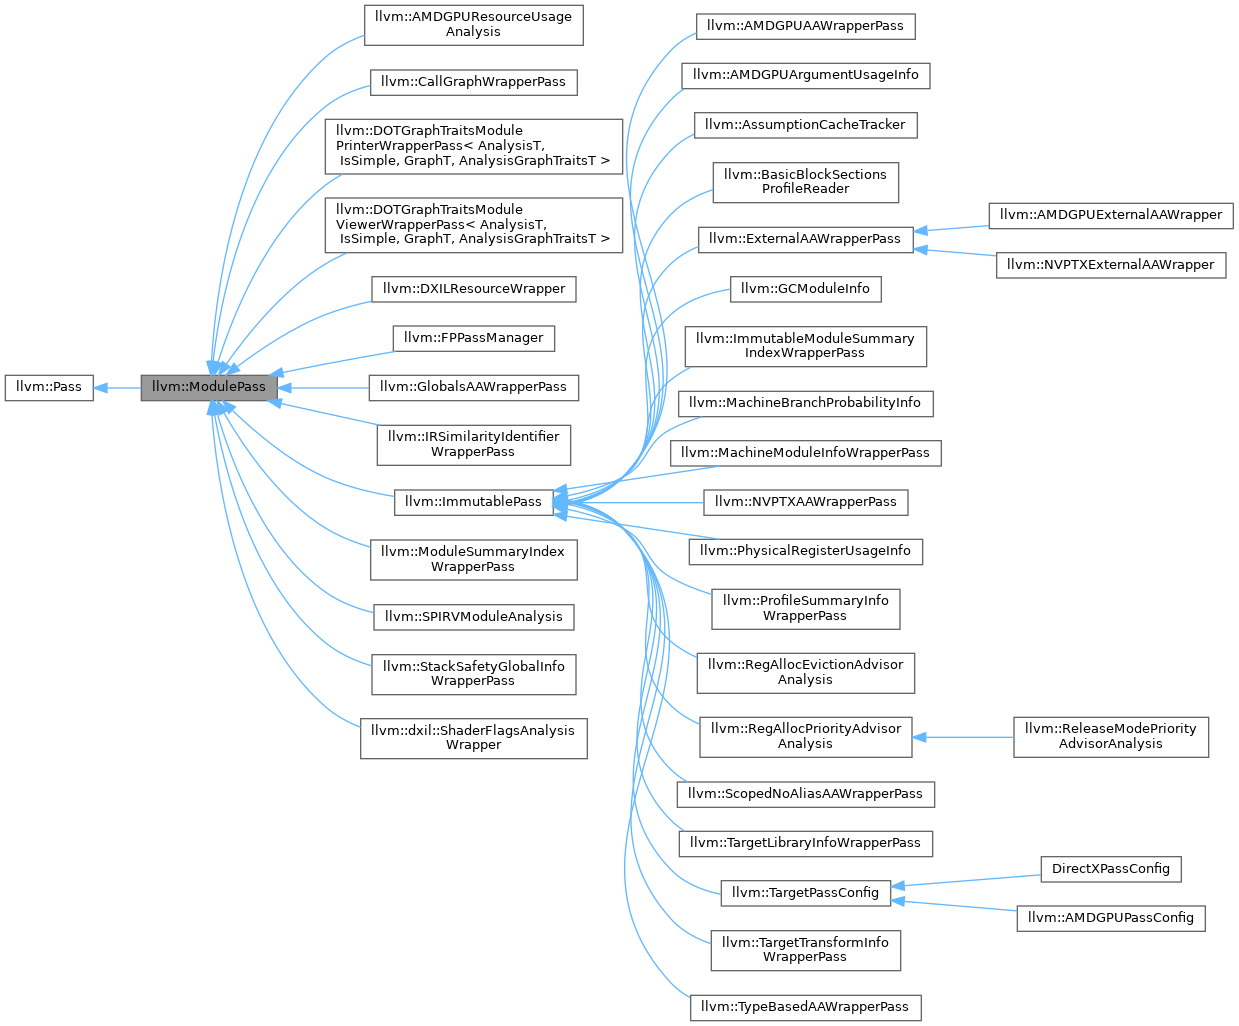 llvm::Pass
llvm::ModulePass
llvm::AMDGPUResourceUsage
Analysis
llvm::CallGraphWrapperPass
llvm::DOTGraphTraitsModule
PrinterWrapperPass< AnalysisT,
IsSimple, GraphT, AnalysisGraphTraitsT >
llvm::DOTGraphTraitsModule
ViewerWrapperPass< AnalysisT,
IsSimple, GraphT, AnalysisGraphTraitsT >
llvm::DXILResourceWrapper
llvm::FPPassManager
llvm::GlobalsAAWrapperPass
llvm::IRSimilarityIdentifier
WrapperPass
llvm::ImmutablePass
llvm::ModuleSummaryIndex
WrapperPass
llvm::SPIRVModuleAnalysis
llvm::StackSafetyGlobalInfo
WrapperPass
llvm::dxil::ShaderFlagsAnalysis
Wrapper
llvm::AMDGPUAAWrapperPass
llvm::AMDGPUArgumentUsageInfo
llvm::AssumptionCacheTracker
llvm::BasicBlockSections
ProfileReader
llvm::ExternalAAWrapperPass
llvm::GCModuleInfo
llvm::ImmutableModuleSummary
IndexWrapperPass
llvm::MachineBranchProbabilityInfo
llvm::MachineModuleInfoWrapperPass
llvm::NVPTXAAWrapperPass
llvm::PhysicalRegisterUsageInfo
llvm::ProfileSummaryInfo
WrapperPass
llvm::RegAllocEvictionAdvisor
Analysis
llvm::RegAllocPriorityAdvisor
Analysis
llvm::ScopedNoAliasAAWrapperPass
llvm::TargetLibraryInfoWrapperPass
llvm::TargetPassConfig
llvm::TargetTransformInfo
WrapperPass
llvm::TypeBasedAAWrapperPass
llvm::AMDGPUExternalAAWrapper
llvm::NVPTXExternalAAWrapper
llvm::ReleaseModePriority
AdvisorAnalysis
DirectXPassConfig
llvm::AMDGPUPassConfig